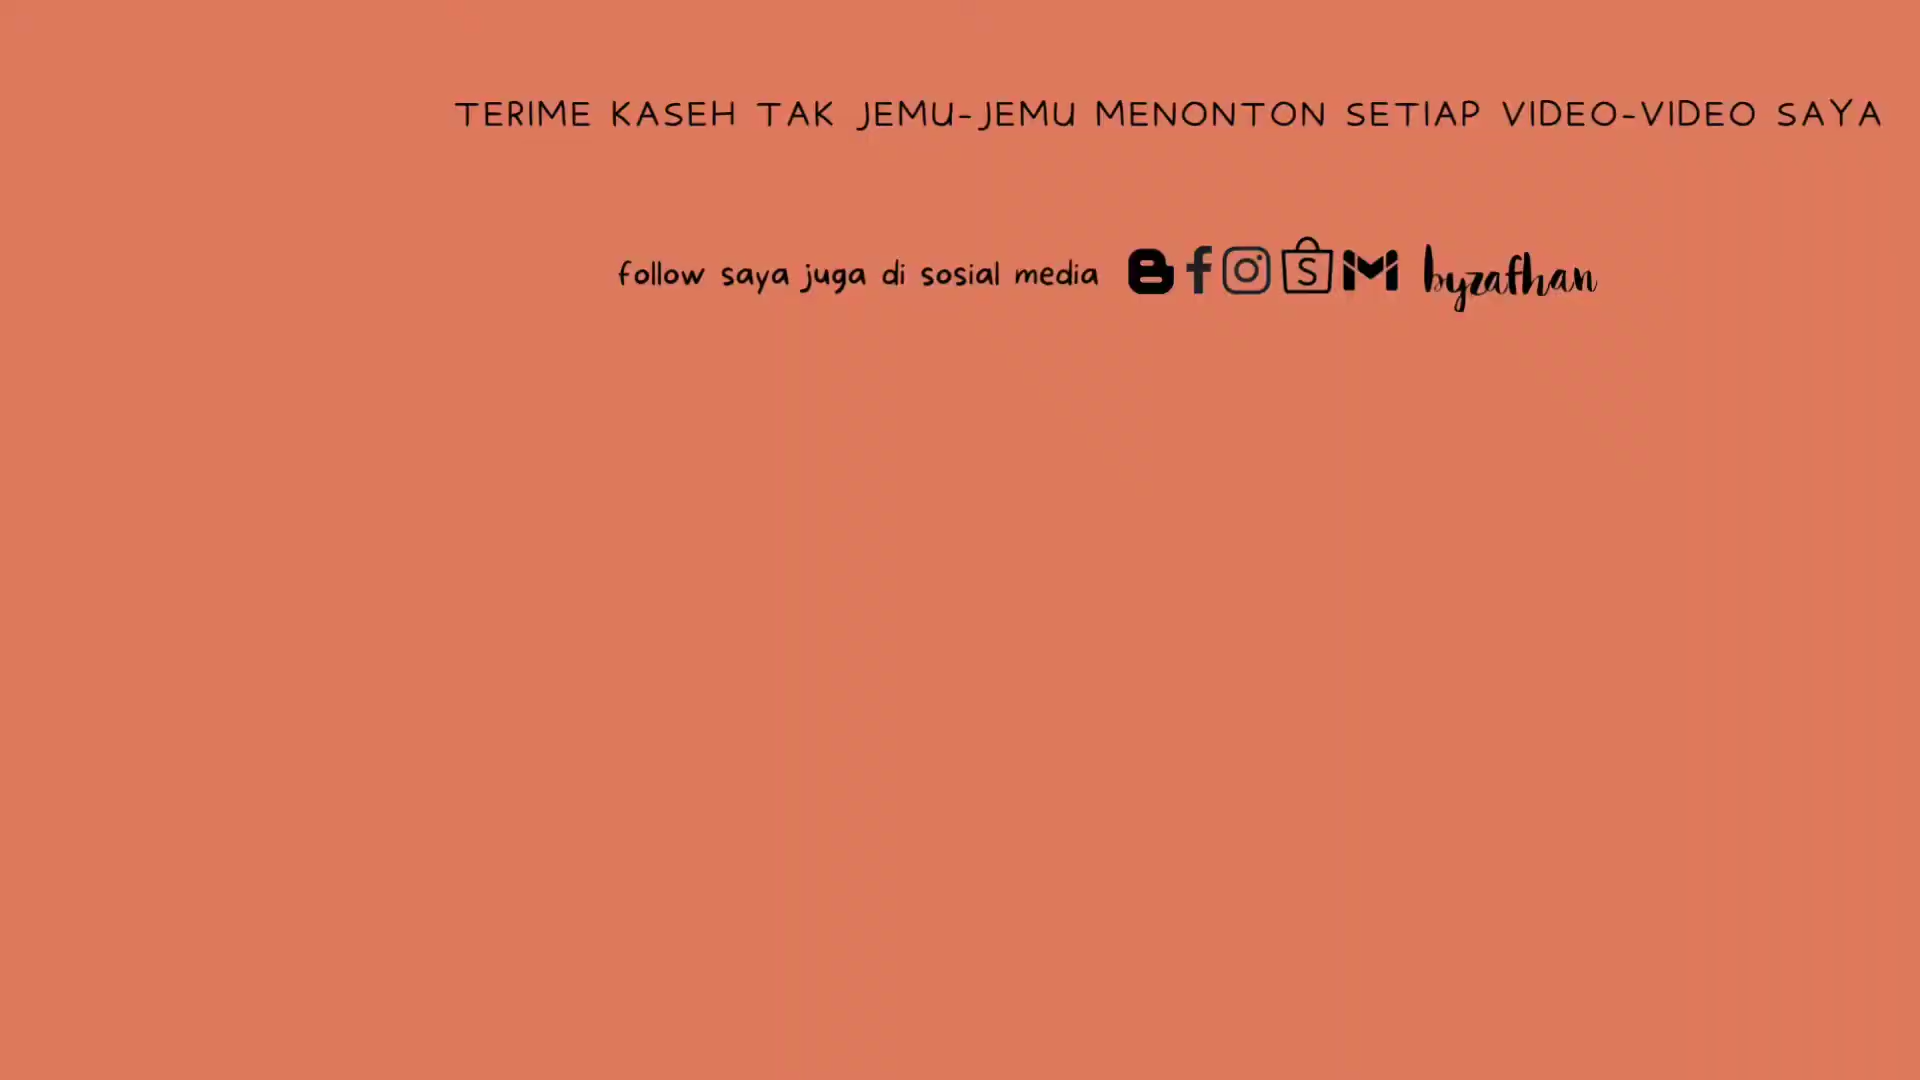 TERIME KASEH TAK JEMU-JEMU MENONTON SETIAP VIDEO-VIDEO SAYA
follow saya juga di sosial media byzafhan